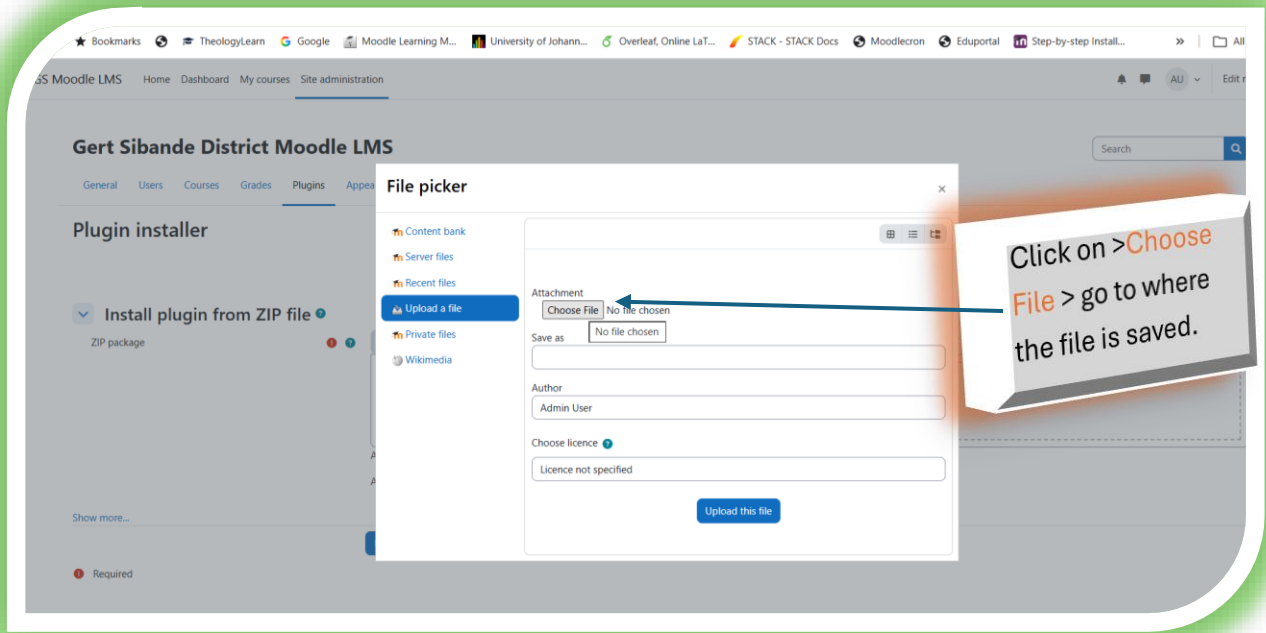 Bookmarks TheologyLearn Google Moodle Learning M... University of Johann... Overleaf, Online LaT... STACK - STACK Docs Moodlecron Eduportal Step-by-step Install... » All
GS Moodle LMS Home Dashboard My courses Site administration AU Edit
Gert Sibande District Moodle LMS
Search
General Users Courses Grades Plugins Appea
File picker
×
Plugin installer
Content bank
Server files
Recent files
Upload a file
Private files
Wikimedia
Install plugin from ZIP file
ZIP package
Attachment
Choose File No file chosen
No file chosen
Save as
Author
Admin User
Choose licence
Licence not specified
Upload this file
A
A
Show more...
Required
Click on >Choose
File > go to where
the file is saved.